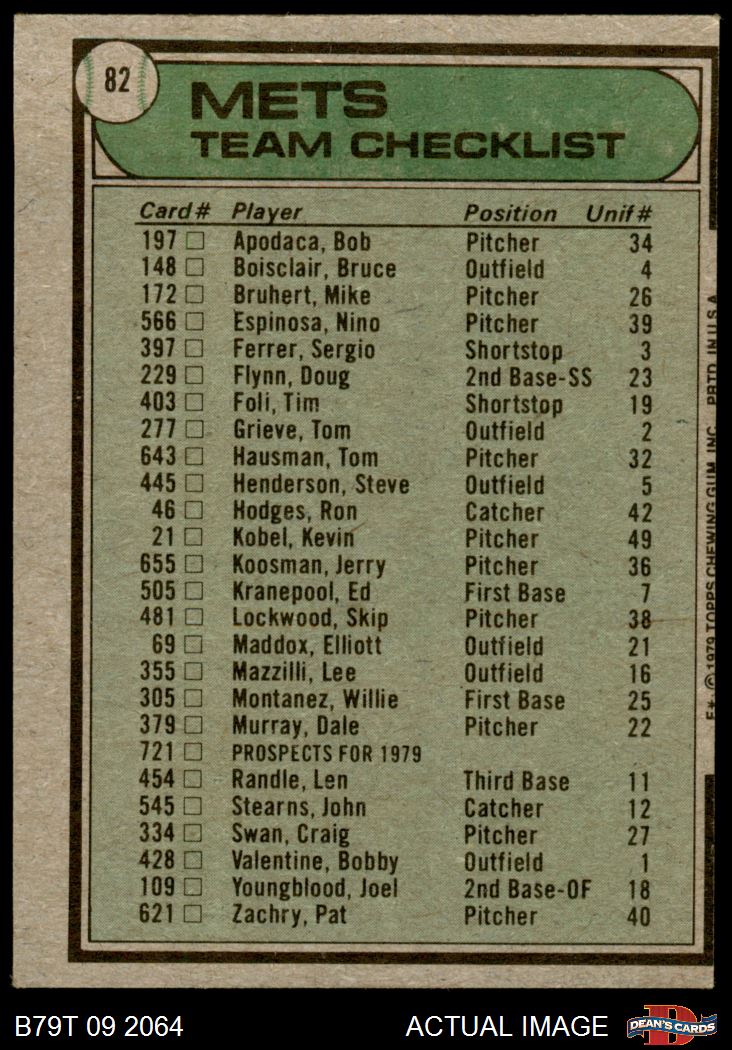 82
METS
TEAM CHECKLIST
Card# Player Position Unif#
197 Apodaca, Bob Pitcher 34
148 Boisclair, Bruce Outfield 4
172 Bruhert, Mike Pitcher 26
566 Espinosa, Nino Pitcher 39
397 Ferrer, Sergio Shortstop 3
229 Flynn, Doug 2nd Base-SS 23
403 Foli, Tim Shortstop 19
277 Grieve, Tom Outfield 2
643 Hausman, Tom Pitcher 32
445 Henderson, Steve Outfield 5
46 Hodges, Ron Catcher 42
21 Kobel, Kevin Pitcher 49
655 Koosman, Jerry Pitcher 36
505 Kranepool, Ed First Base 7
481 Lockwood, Skip Pitcher 38
69 Maddox, Elliott Outfield 21
355 Mazzilli, Lee Outfield 16
305 Montanez, Willie First Base 25
379 Murray, Dale Pitcher 22
721 PROSPECTS FOR 1979
454 Randle, Len Third Base 11
545 Stearns, John Catcher 12
334 Swan, Craig Pitcher 27
428 Valentine, Bobby Outfield 1
109 Youngblood, Joel 2nd Base-OF 18
621 Zachry, Pat Pitcher 40
E* © 1979 TOPPS CHEWING GUM, INC. PRTD. IN U.S.A.
B79T 09 2064 ACTUAL IMAGE
D
DEAN'S CARDS